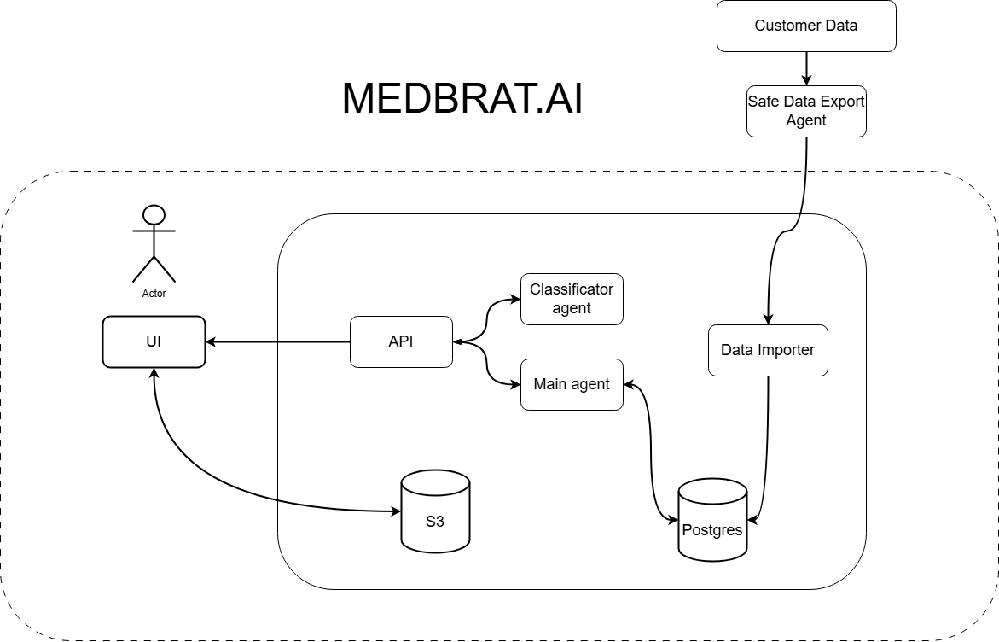 Customer Data
MEDBRAT.AI
Safe Data Export
Agent
Actor
Classificator
agent
UI
API
Data Importer
Main agent
S3
Postgres